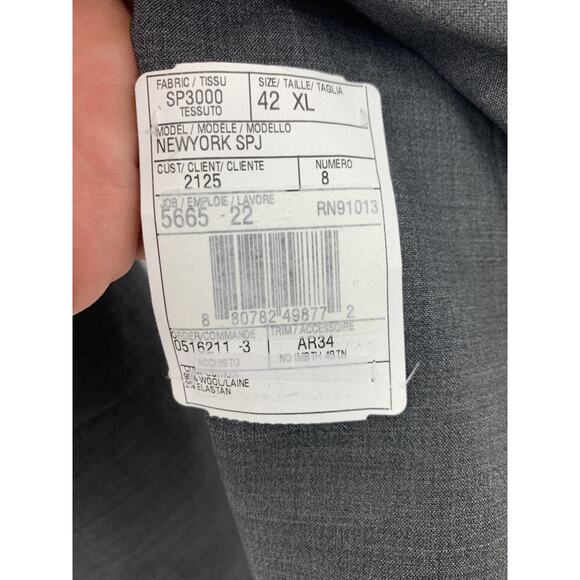 FABRIC / TISSU SIZE/ TAILLE/ TAGLIA
SP3000 42 XL
TESSUTO
MODEL / MODÈLE / MODELLO
NEWYORK SPJ
CUST/ CLIENT/ CLIENTE NUMERO
2125 8
JOB / EMPLOIE / LAVORE
5665 - 22 RN91013
8 80782 49877 2
ORDER/COMMANDE TRIM / ACCESSOIRE
0516211 -3 AR34
ACQUISTO
WOOL/LAINE
ELASTAN